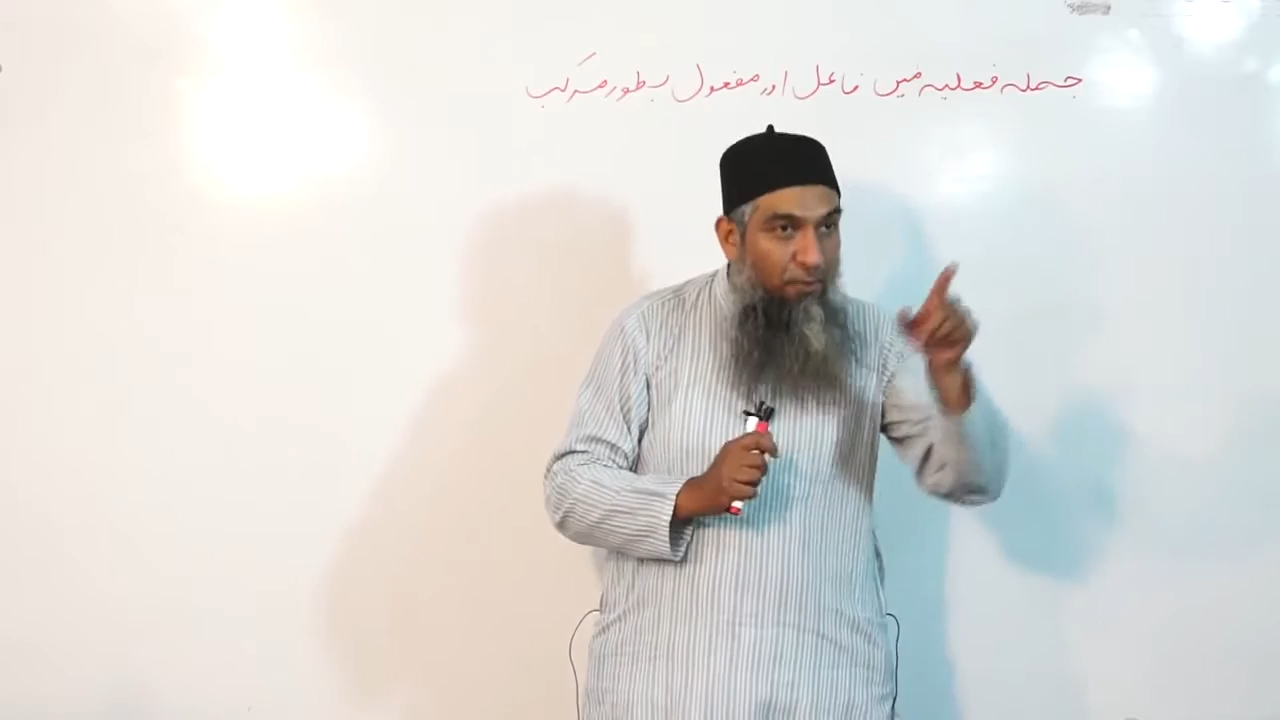 جملہ فعلیہ میں فاعل اور مفعول بطور مرکب